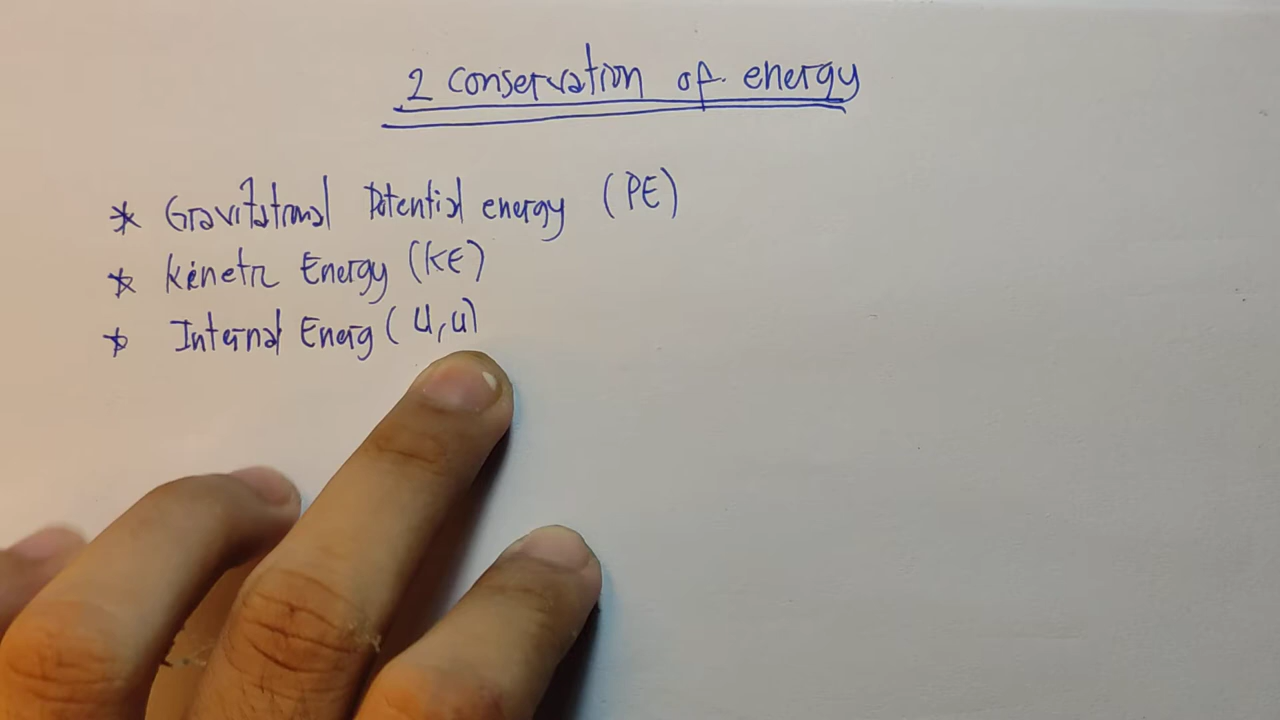 2 conservation of energy
* Gravitational Potential energy (PE)
* Kinetic Energy (KE)
* Internal Energ (U, u)